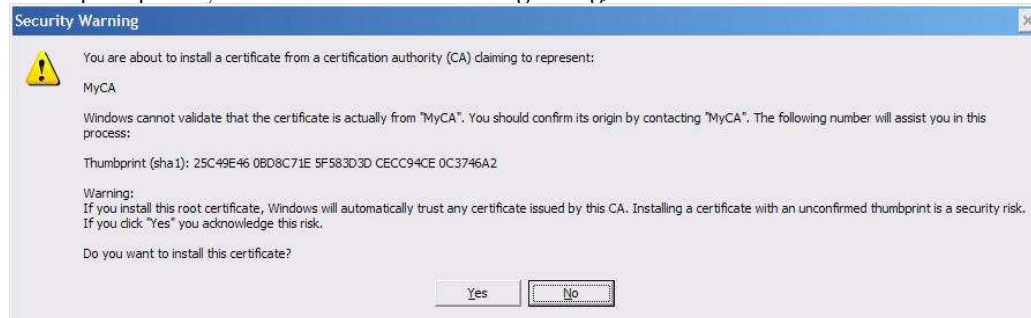 Security Warning
You are about to install a certificate from a certification authority (CA) claiming to represent:
MyCA
Windows cannot validate that the certificate is actually from "MyCA". You should confirm its origin by contacting "MyCA". The following number will assist you in this
process:
Thumbprint (sha1): 25C49E46 0BD8C71E 5F583D3D CECC94CE 0C3746A2
Warning:
If you install this root certificate, Windows will automatically trust any certificate issued by this CA. Installing a certificate with an unconfirmed thumbprint is a security risk.
If you click "Yes" you acknowledge this risk.
Do you want to install this certificate?
Yes No